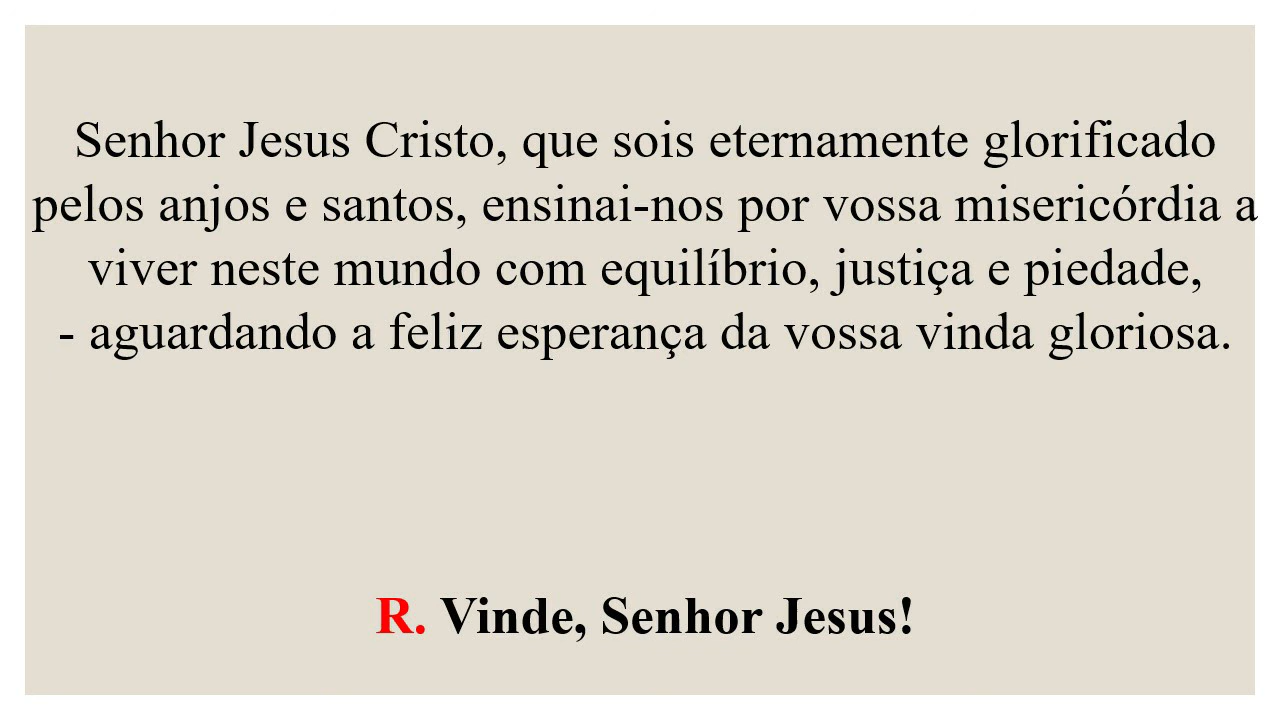 Senhor Jesus Cristo, que sois eternamente glorificado
pelos anjos e santos, ensinai-nos por vossa misericórdia a
viver neste mundo com equilíbrio, justiça e piedade,
- aguardando a feliz esperança da vossa vinda gloriosa.
R. Vinde, Senhor Jesus!